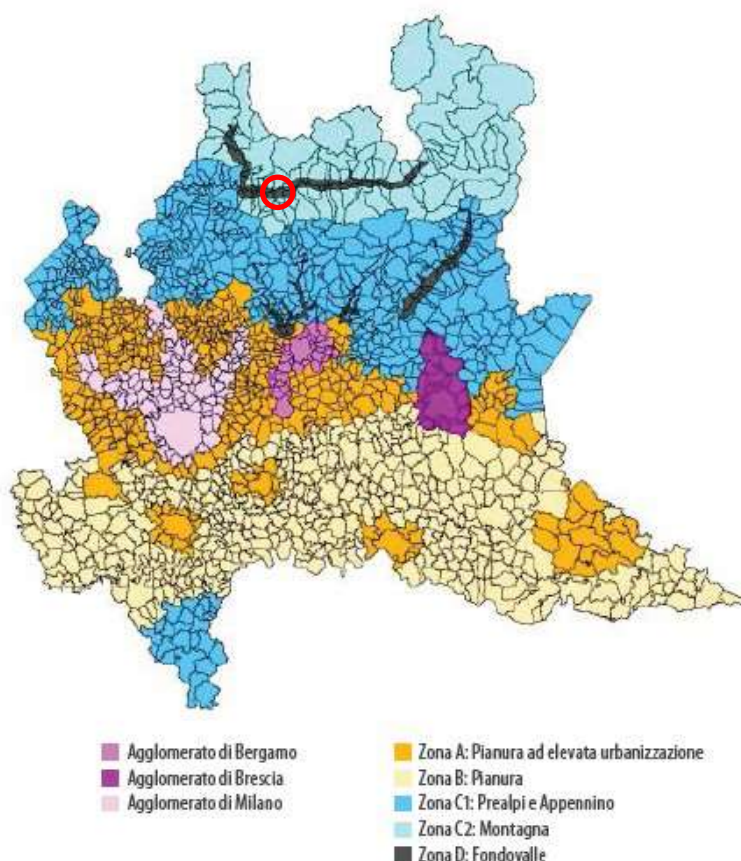 Agglomerato di Bergamo
Agglomerato di Brescia
Agglomerato di Milano
Zona A: Pianura ad elevata urbanizzazione
Zona B: Pianura
Zona C1: Prealpi e Appennino
Zona C2: Montagna
Zona D: Fondovalle